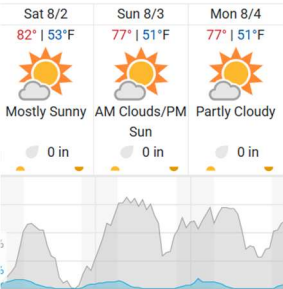 Sat 8/2 Sun 8/3 Mon 8/4
82° | 53°F 77° | 51°F 77° | 51°F
Mostly Sunny AM Clouds/PM Sun Partly Cloudy
0 in 0 in 0 in
%
%